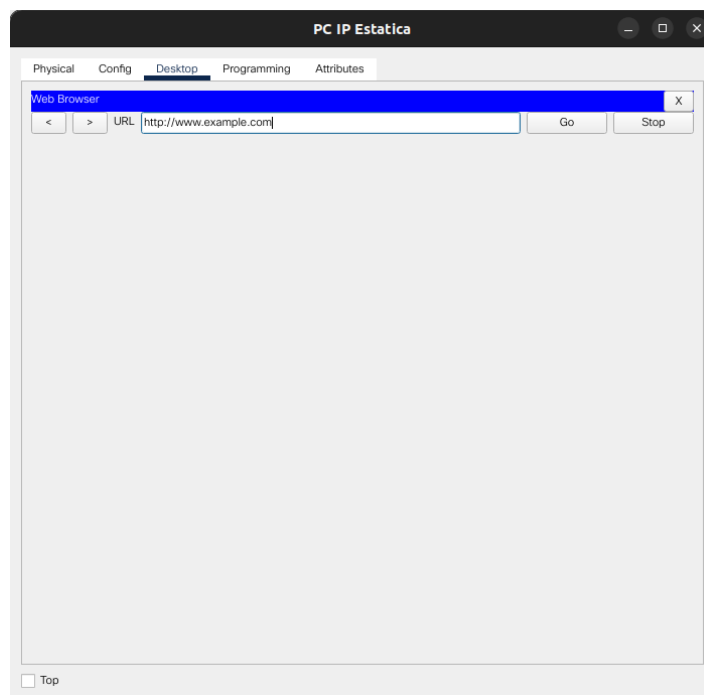 PC IP Estatica
Physical Config Desktop Programming Attributes
Web Browser X
< > URL http://www.example.com Go Stop
Top